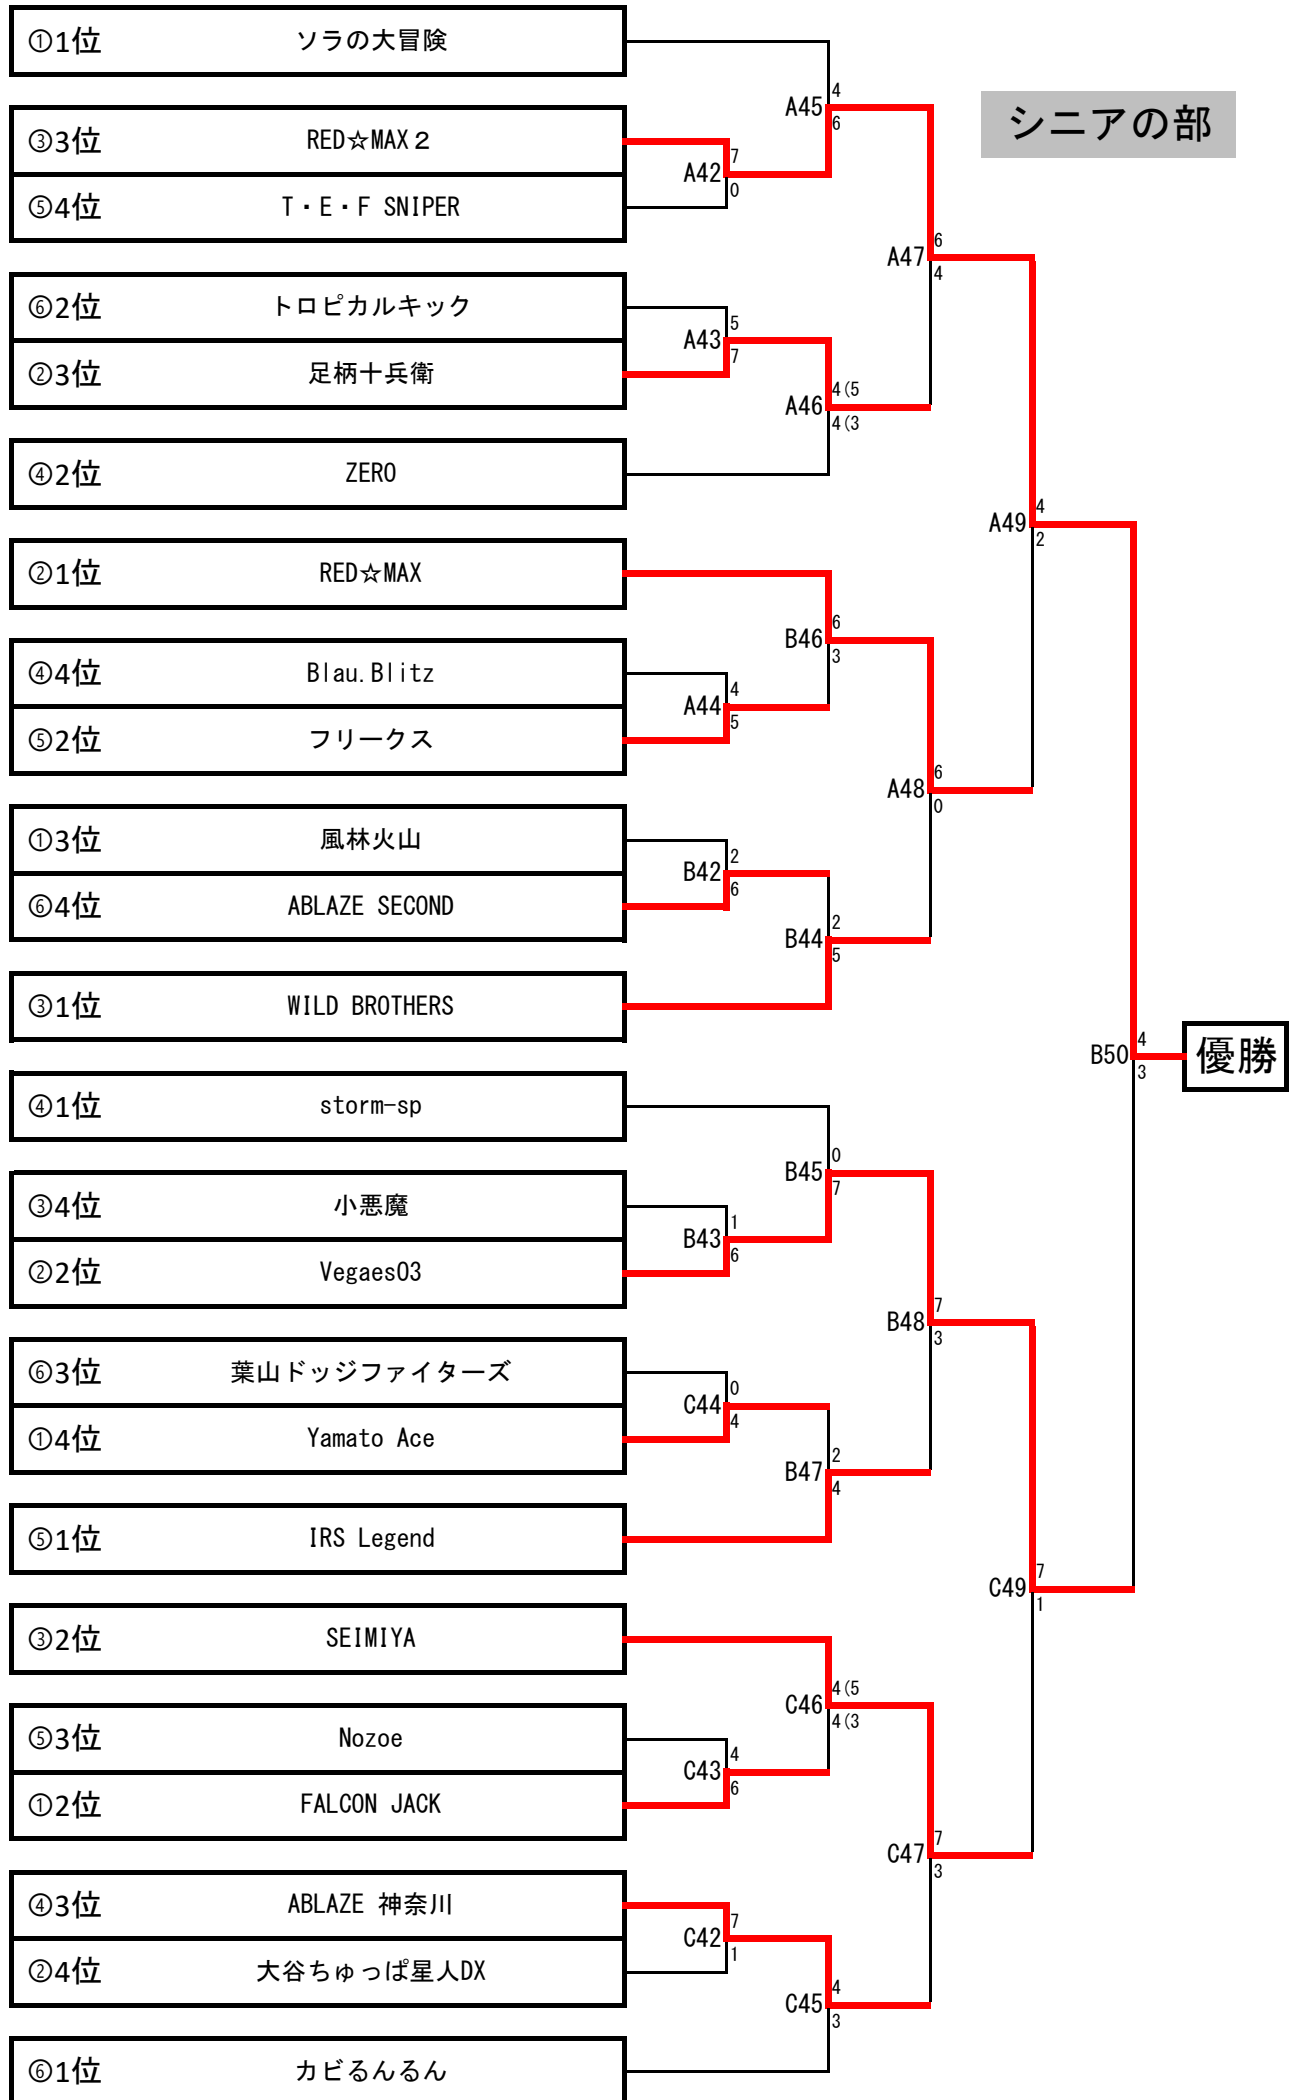 ①1位 ソラの大冒険
4
A45
6
シニアの部
③3位 RED☆MAX２
7
A42
0
⑤4位 T・E・F SNIPER
6
A47
4
⑥2位 トロピカルキック
5
A43
7
②3位 足柄十兵衛
4(5
A46
4(3
④2位 ZERO
4
A49
2
②1位 RED☆MAX
6
B46
3
④4位 Blau.Blitz
4
A44
5
⑤2位 フリークス
6
A48
0
①3位 風林火山
2
B42
6
⑥4位 ABLAZE SECOND
2
B44
5
③1位 WILD BROTHERS
4
B50
3
優勝
④1位 storm-sp
0
B45
7
③4位 小悪魔
1
B43
6
②2位 Vegaes03
7
B48
3
⑥3位 葉山ドッジファイターズ
0
C44
4
①4位 Yamato Ace
2
B47
4
⑤1位 IRS Legend
7
C49
1
③2位 SEIMIYA
4(5
C46
4(3
⑤3位 Nozoe
4
C43
6
①2位 FALCON JACK
7
C47
3
④3位 ABLAZE 神奈川
7
C42
1
②4位 大谷ちゅっぱ星人DX
4
C45
3
⑥1位 カビるんるん